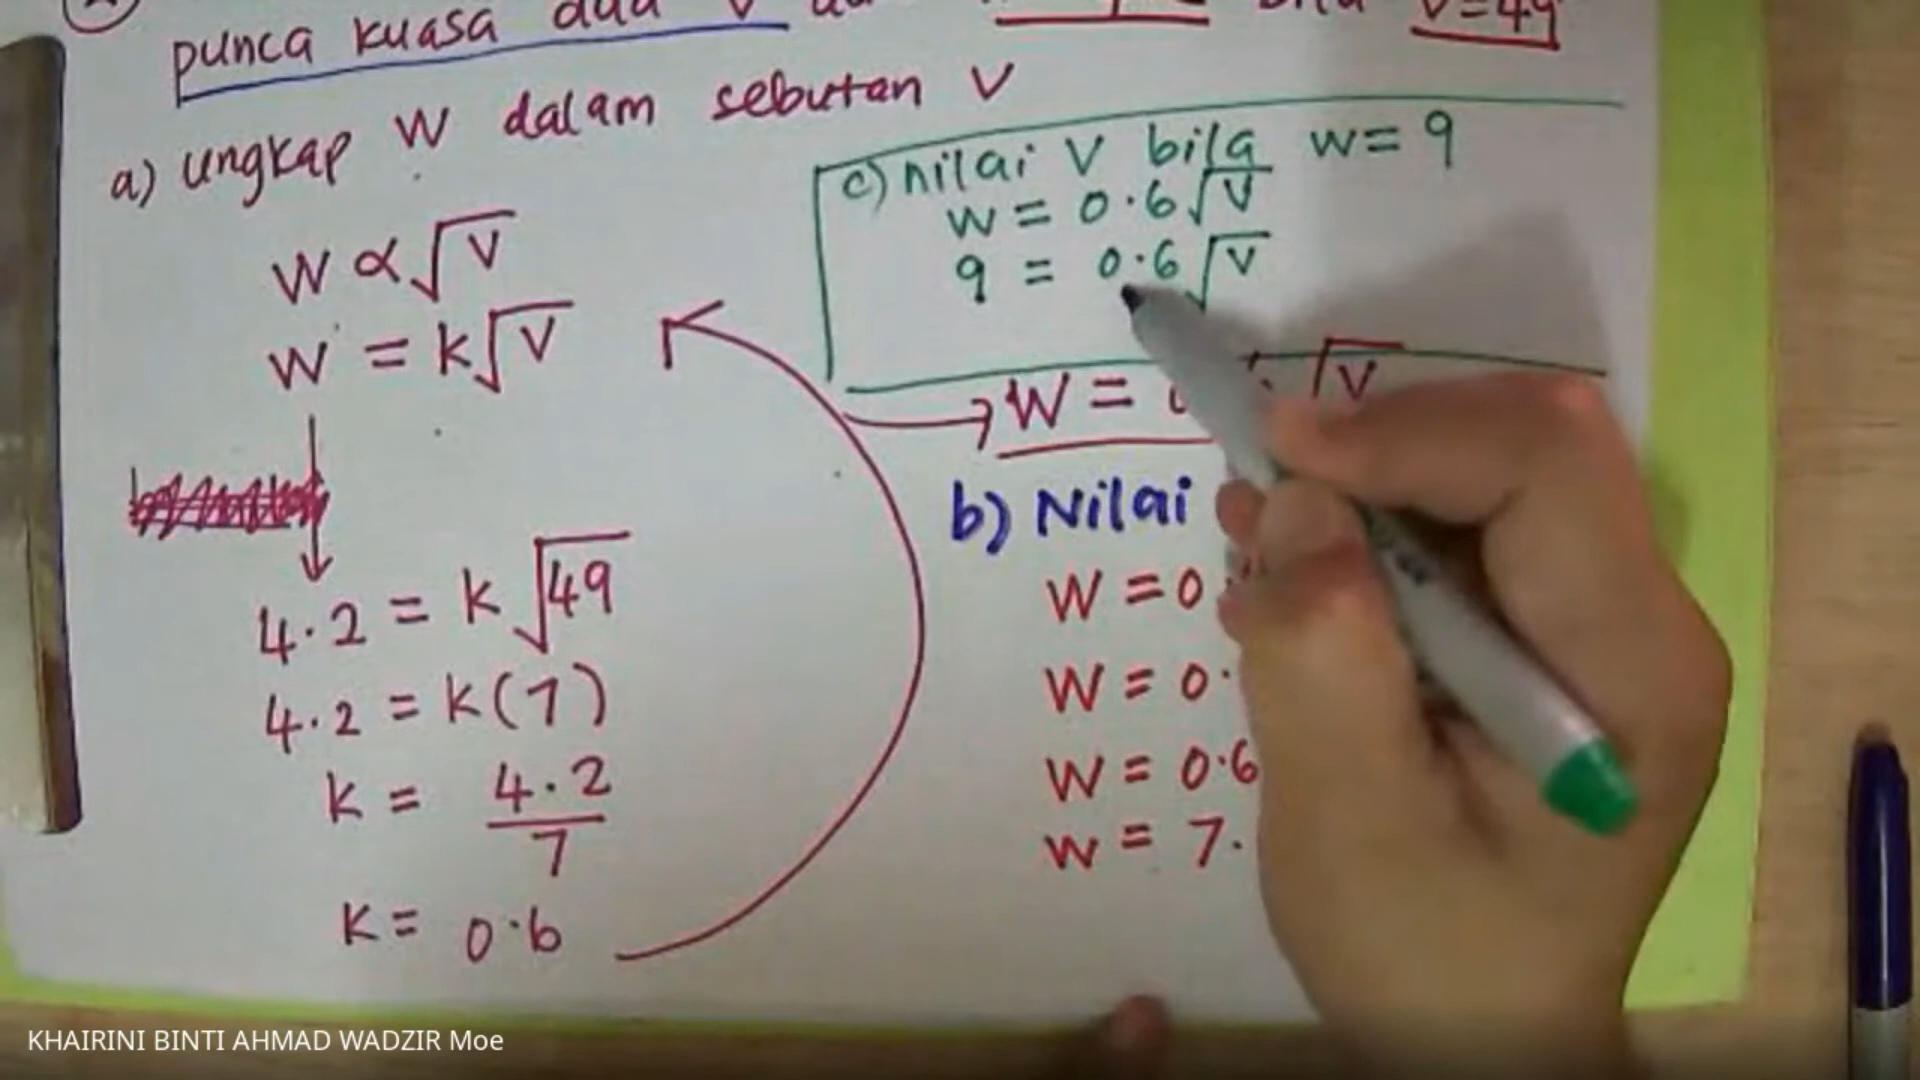 punca kuasa dua V
V=49
a) ungkap W dalam sebutan V
W ∝ √V
W = k√V
4.2 = k√49
4.2 = k(7)
k = 4.2/7
k = 0.6
c) nilai V bila w = 9
w = 0.6√V
9 = 0.6√V
W = √V
b) Nilai
W = 0.
W = 0.
W = 0.6
w = 7.
KHAIRINI BINTI AHMAD WADZIR Moe